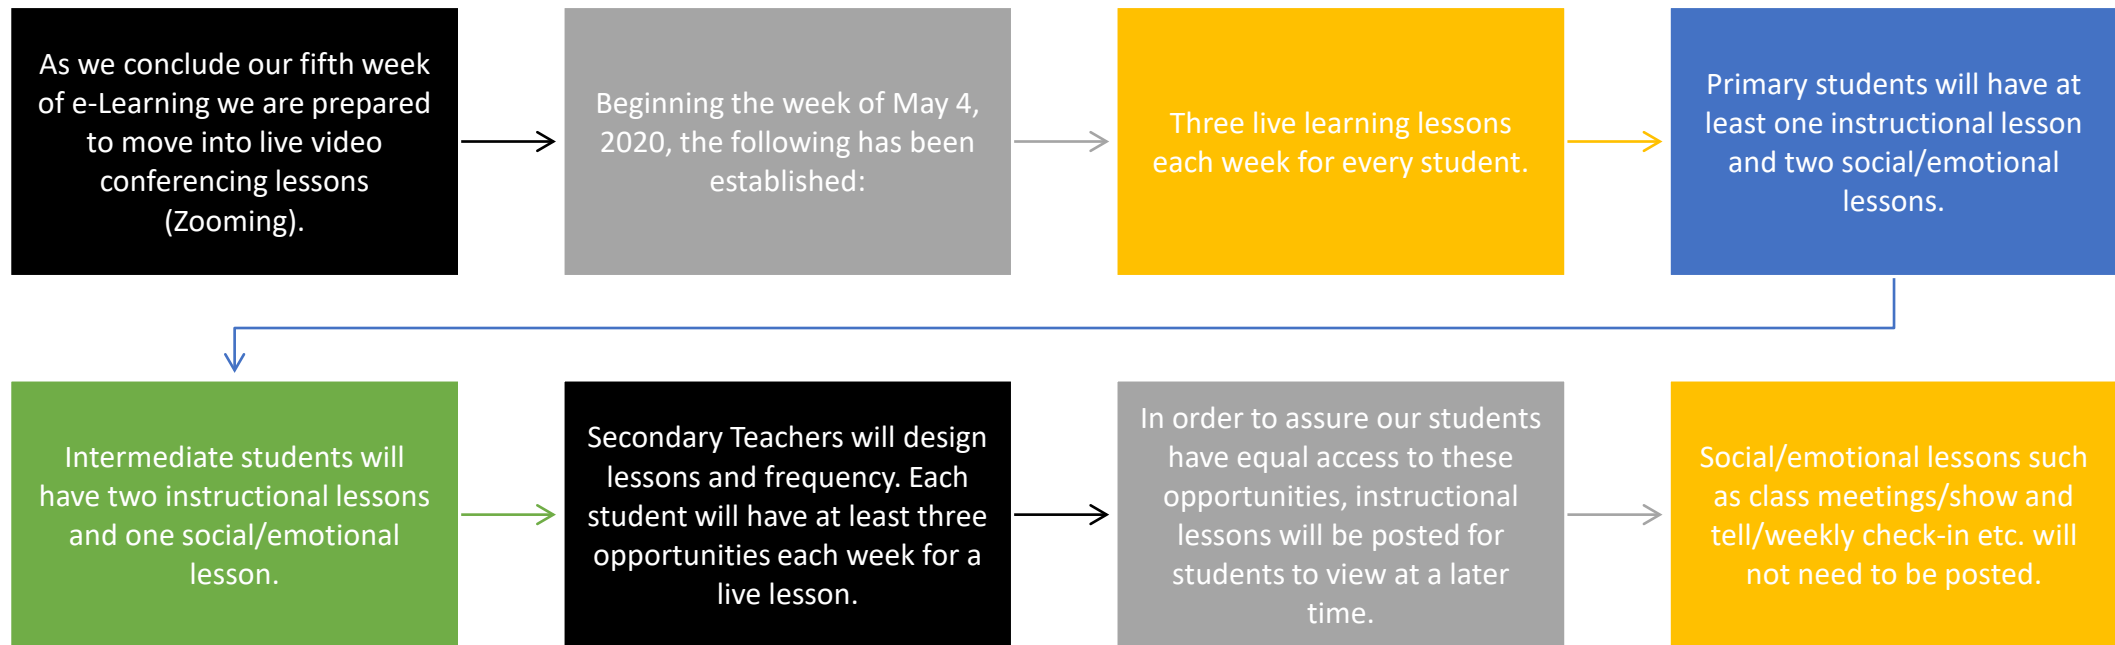 As we conclude our fifth week
of e-Learning we are prepared
to move into live video
conferencing lessons
(Zooming).
Beginning the week of May 4,
2020, the following has been
established:
Three live learning lessons
each week for every student.
Primary students will have at
least one instructional lesson
and two social/emotional
lessons.
Intermediate students will
have two instructional lessons
and one social/emotional
lesson.
Secondary Teachers will design
lessons and frequency. Each
student will have at least three
opportunities each week for a
live lesson.
In order to assure our students
have equal access to these
opportunities, instructional
lessons will be posted for
students to view at a later
time.
Social/emotional lessons such
as class meetings/show and
tell/weekly check-in etc. will
not need to be posted.